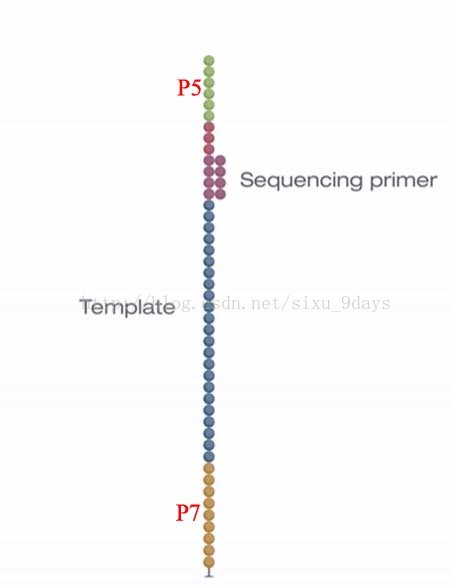 P5
Sequencing primer
http://blog.csdn.net/sixu_9days
Template
P7